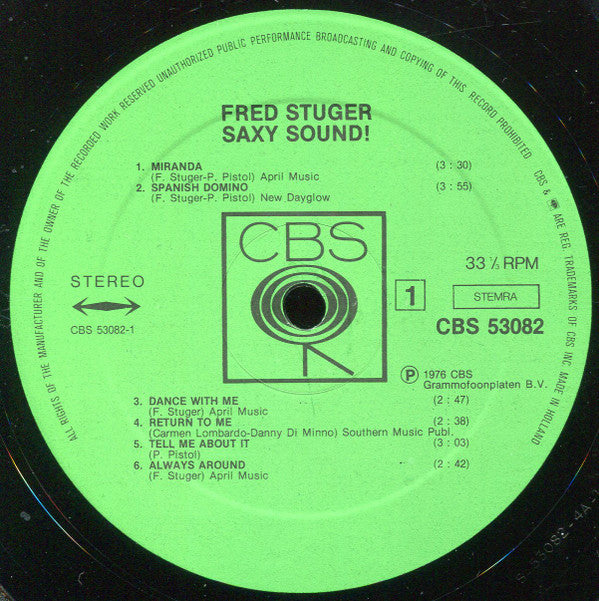 ALL RIGHTS OF THE MANUFACTURER AND OF THE OWNER OF THE RECORDED WORK RESERVED UNAUTHORIZED PUBLIC PERFORMANCE BROADCASTING AND COPYING OF THIS RECORD PROHIBITED CBS & ARE REG. TRADEMARKS OF CBS INC. MADE IN HOLLAND
FRED STUGER
SAXY SOUND!
1. MIRANDA (3 : 30)
(F. Stuger-P. Pistol) April Music
2. SPANISH DOMINO (3 : 55)
(F. Stuger-P. Pistol) New Dayglow
CBS
STEREO
CBS 53082-1
1
33 ⅓ RPM
STEMRA
CBS 53082
Ⓟ 1976 CBS
Grammofoonplaten B.V.
3. DANCE WITH ME (2 : 47)
(F. Stuger) April Music
4. RETURN TO ME (2 : 38)
(Carmen Lombardo-Danny Di Minno) Southern Music Publ.
5. TELL ME ABOUT IT (3 : 03)
(P. Pistol)
6. ALWAYS AROUND (2 : 42)
(F. Stuger) April Music